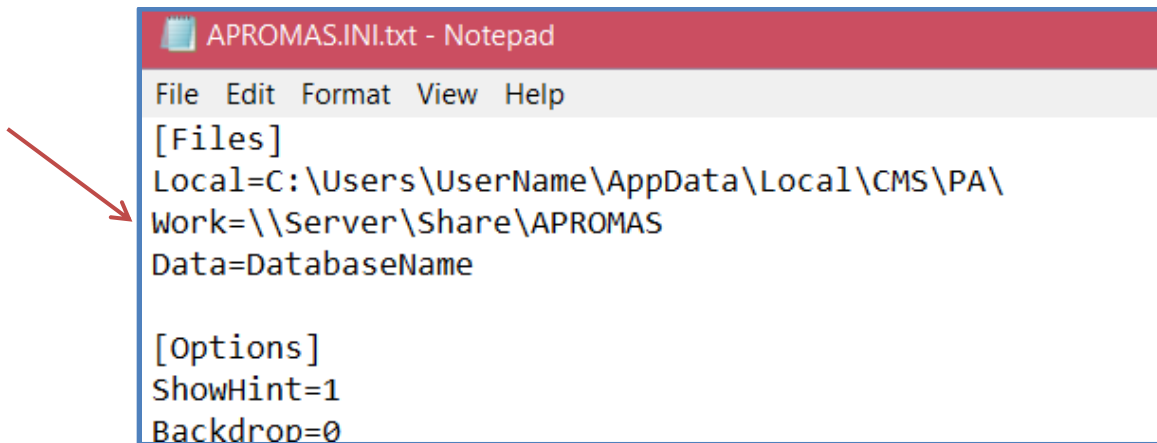 APROMAS.INI.txt - Notepad
File Edit Format View Help
[Files]
Local=C:\Users\UserName\AppData\Local\CMS\PA\
Work=\\Server\Share\APROMAS
Data=DatabaseName
[Options]
ShowHint=1
Backdrop=0